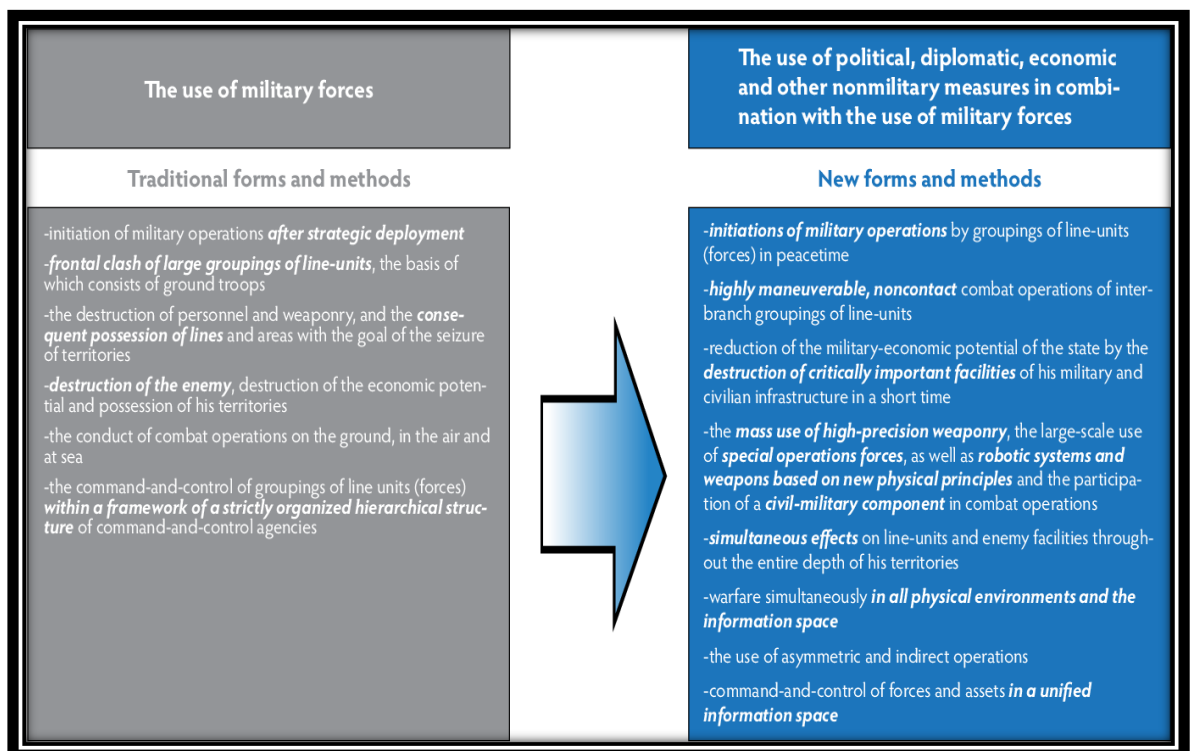 The use of military forces
Traditional forms and methods
-initiation of military operations after strategic deployment
-frontal clash of large groupings of line-units, the basis of
which consists of ground troops
-the destruction of personnel and weaponry, and the conse-
quent possession of lines and areas with the goal of the seizure
of territories
-destruction of the enemy, destruction of the economic poten-
tial and possession of his territories
-the conduct of combat operations on the ground, in the air and
at sea
-the command-and-control of groupings of line units (forces)
within a framework of a strictly organized hierarchical struc-
ture of command-and-control agencies
The use of political, diplomatic, economic
and other nonmilitary measures in combi-
nation with the use of military forces
New forms and methods
-initiations of military operations by groupings of line-units
(forces) in peacetime
-highly maneuverable, noncontact combat operations of inter-
branch groupings of line-units
-reduction of the military-economic potential of the state by the
destruction of critically important facilities of his military and
civilian infrastructure in a short time
-the mass use of high-precision weaponry, the large-scale use
of special operations forces, as well as robotic systems and
weapons based on new physical principles and the participa-
tion of a civil-military component in combat operations
-simultaneous effects on line-units and enemy facilities through-
out the entire depth of his territories
-warfare simultaneously in all physical environments and the
information space
-the use of asymmetric and indirect operations
-command-and-control of forces and assets in a unified
information space